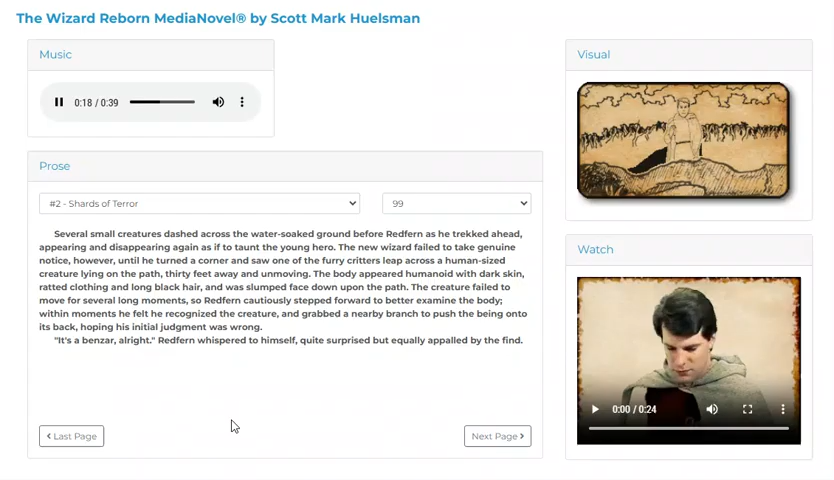 The Wizard Reborn MediaNovel® by Scott Mark Huelsman
Music
0:18 / 0:39
Prose
#2 - Shards of Terror
99
Several small creatures dashed across the water-soaked ground before Redfern as he trekked ahead,
appearing and disappearing again as if to taunt the young hero. The new wizard failed to take genuine
notice, however, until he turned a corner and saw one of the furry critters leap across a human-sized
creature lying on the path, thirty feet away and unmoving. The body appeared humanoid with dark skin,
ratted clothing and long black hair, and was slumped face down upon the path. The creature failed to
move for several long moments, so Redfern cautiously stepped forward to better examine the body;
within moments he felt he recognized the creature, and grabbed a nearby branch to push the being onto
its back, hoping his initial judgment was wrong.
"It's a benzar, alright." Redfern whispered to himself, quite surprised but equally appalled by the find.
Last Page
Next Page
Visual
Watch
0:00 / 0:24